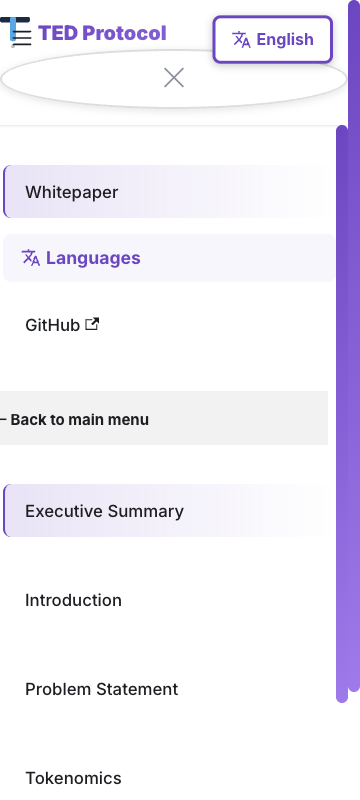 TED Protocol
English
Whitepaper
Languages
GitHub
← Back to main menu
Executive Summary
Introduction
Problem Statement
Tokenomics